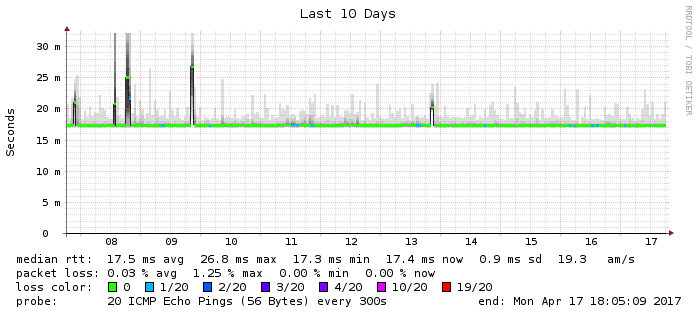 Last 10 Days
RRDTOOL / TOBI OETIKER
Seconds
30 m
25 m
20 m
15 m
10 m
5 m
0
08 09 10 11 12 13 14 15 16 17
median rtt: 17.5 ms avg 26.8 ms max 17.3 ms min 17.4 ms now 0.9 ms sd 19.3 am/s
packet loss: 0.03 % avg 1.25 % max 0.00 % min 0.00 % now
loss color: 0 1/20 2/20 3/20 4/20 10/20 19/20
probe: 20 ICMP Echo Pings (56 Bytes) every 300s end: Mon Apr 17 18:05:09 2017